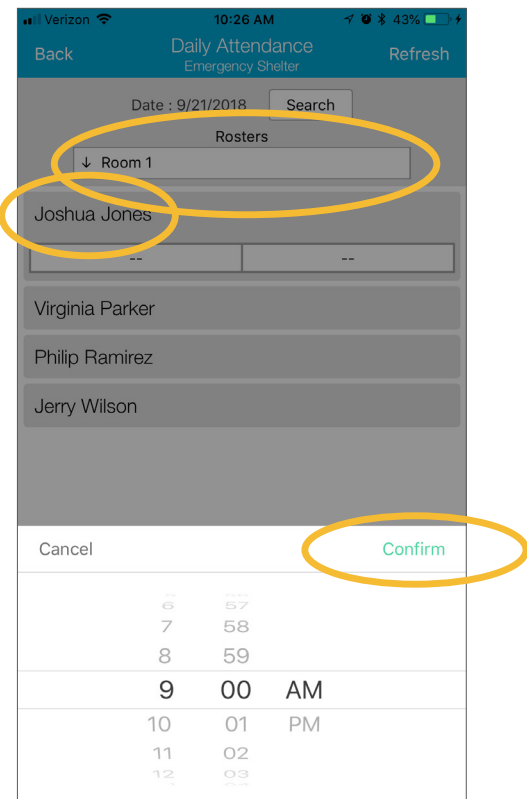 Verizon 10:26 AM 43%
Back Daily Attendance Refresh
Emergency Shelter
Date : 9/21/2018 Search
Rosters
↓ Room 1
Joshua Jones
-- --
Virginia Parker
Philip Ramirez
Jerry Wilson
Cancel Confirm
6 57
7 58
8 59
9 00 AM
10 01 PM
11 02
12 03